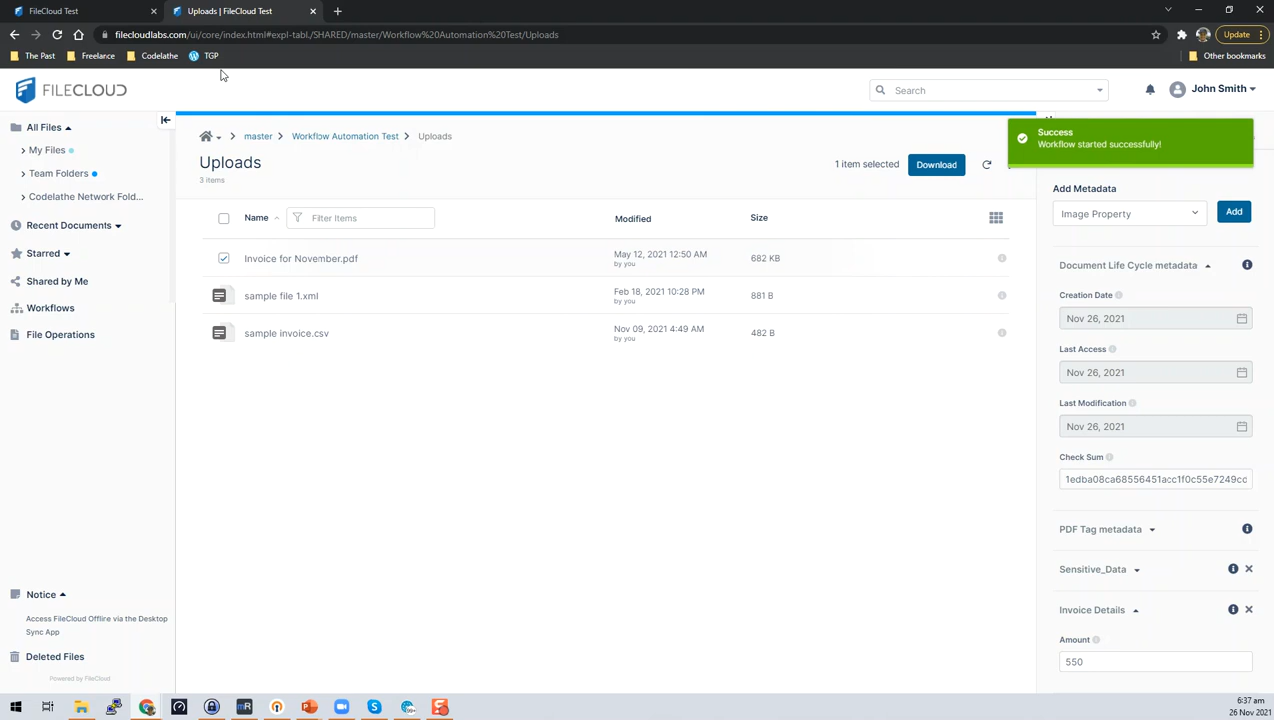 FileCloud Test
Uploads | FileCloud Test
filecloudlabs.com/ui/core/index.html#expl-tabl./SHARED/master/Workflow%20Automation%20Test/Uploads
Update
The Past
Freelance
Codelathe
TGP
Other bookmarks
FILECLOUD
Search
John Smith
All Files
My Files
Team Folders
Codelathe Network Fold...
Recent Documents
Starred
Shared by Me
Workflows
File Operations
master
Workflow Automation Test
Uploads
Uploads
3 items
1 item selected
Download
Name
Filter Items
Modified
Size
Invoice for November.pdf
May 12, 2021 12:50 AM
by you
682 KB
sample file 1.xml
Feb 18, 2021 10:28 PM
by you
881 B
sample invoice.csv
Nov 09, 2021 4:49 AM
by you
482 B
Success
Workflow started successfully!
Add Metadata
Image Property
Add
Document Life Cycle metadata
Creation Date
Nov 26, 2021
Last Access
Nov 26, 2021
Last Modification
Nov 26, 2021
Check Sum
1edba08ca68556451acc1f0c55e7249cc
PDF Tag metadata
Sensitive_Data
Invoice Details
Amount
550
Notice
Access FileCloud Offlire via the Desktop
Sync App
Deleted Files
Powered by FileCloud
mR
99+
6:37 am
26 Nov 2021